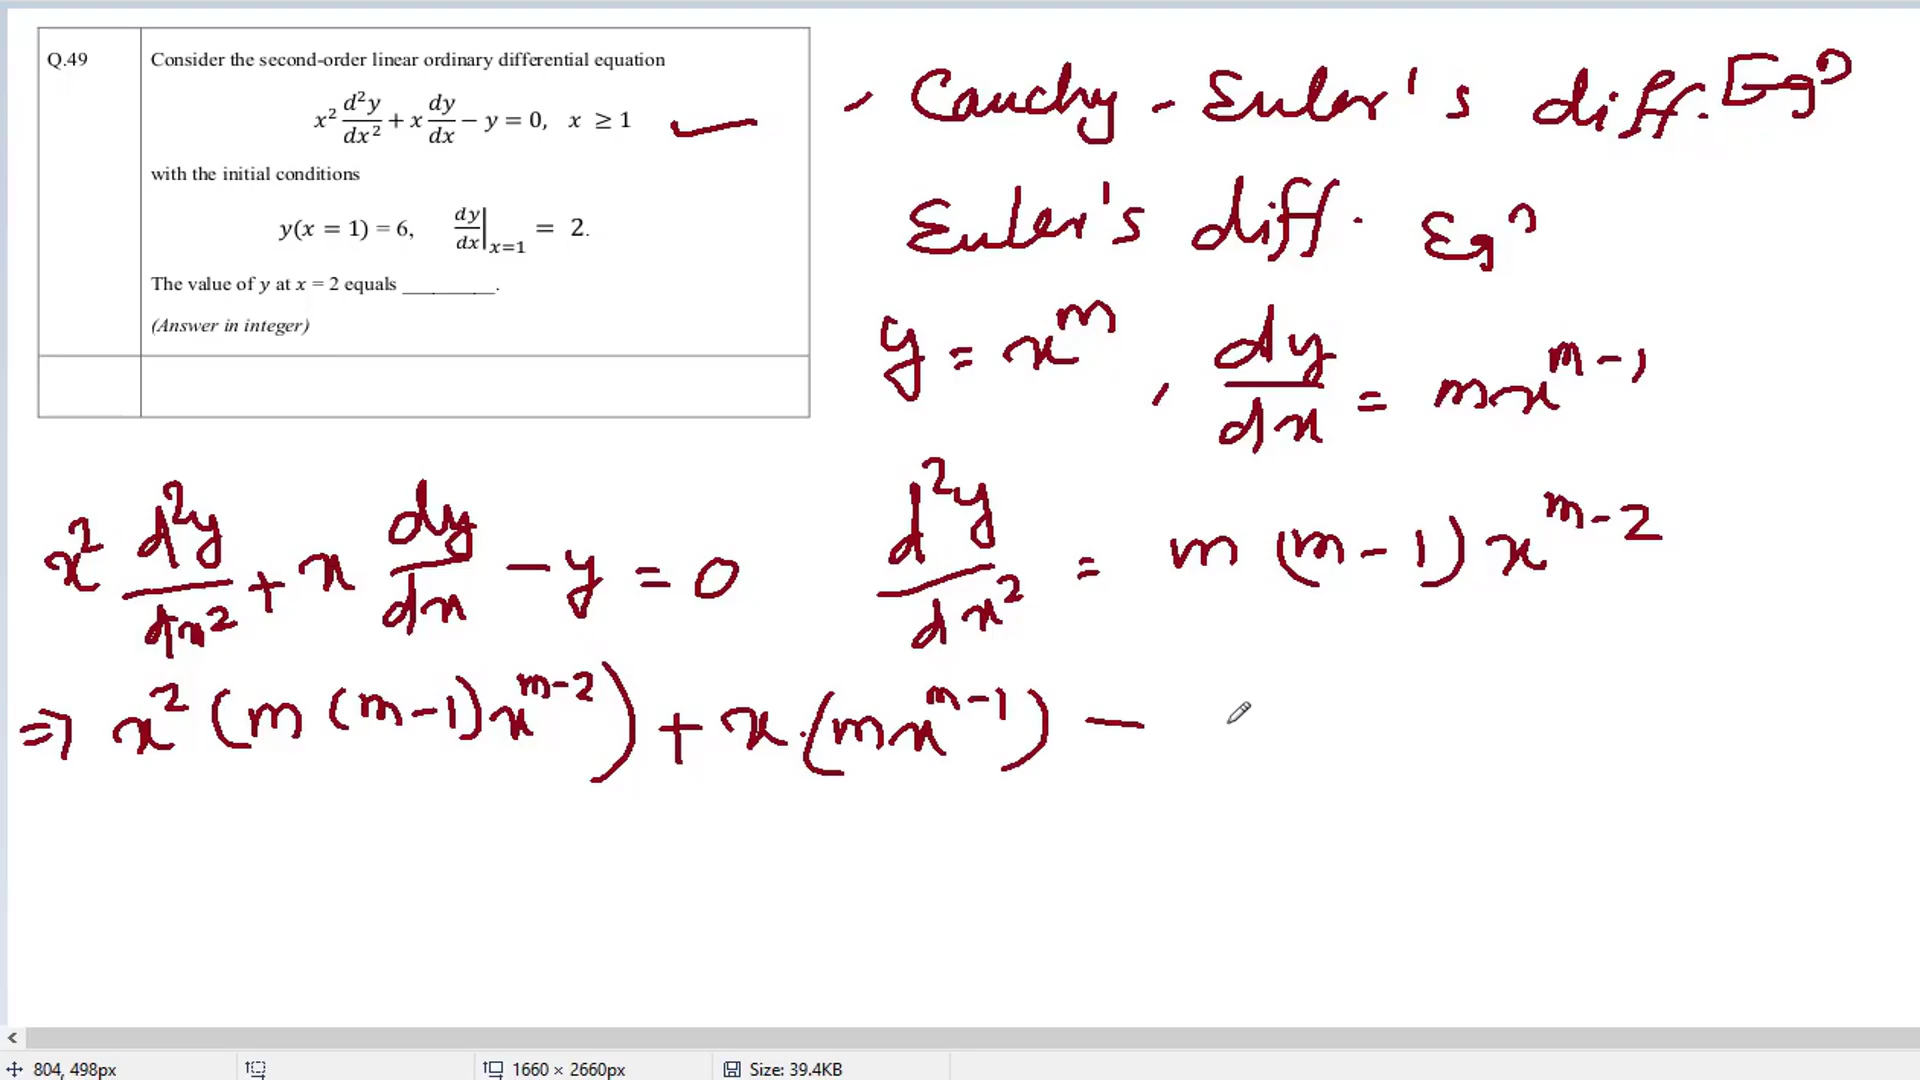 Q.49
Consider the second-order linear ordinary differential equation
x² d²y/dx² + x dy/dx − y = 0, x ≥ 1
with the initial conditions
y(x = 1) = 6, dy/dx|x=1 = 2.
The value of y at x = 2 equals _________.
(Answer in integer)
- Cauchy - Euler's diff. Eqⁿ
Euler's diff. Eqⁿ
y = x^m, dy/dx = mx^(m-1)
d²y/dx² = m(m-1)x^(m-2)
x² d²y/dx² + x dy/dx - y = 0
⇒ x² (m(m-1)x^(m-2)) + x.(mx^(m-1)) -
804, 498px
1660 × 2660px
Size: 39.4KB